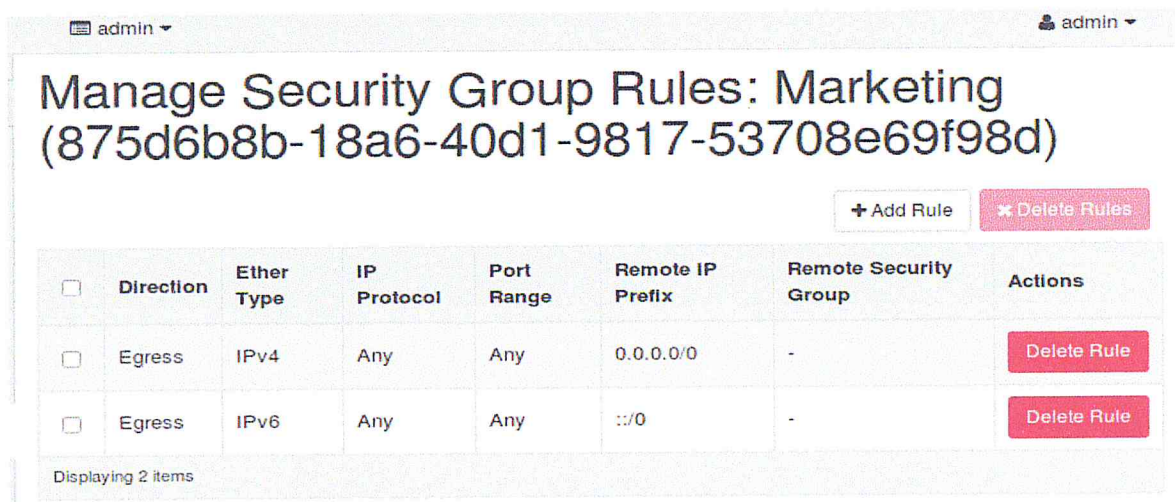 admin
admin
Manage Security Group Rules: Marketing
(875d6b8b-18a6-40d1-9817-53708e69f98d)
+ Add Rule
× Delete Rules
Direction
Ether Type
IP Protocol
Port Range
Remote IP Prefix
Remote Security Group
Actions
Egress IPv4 Any Any 0.0.0.0/0 - Delete Rule
Egress IPv6 Any Any ::/0 - Delete Rule
Displaying 2 items